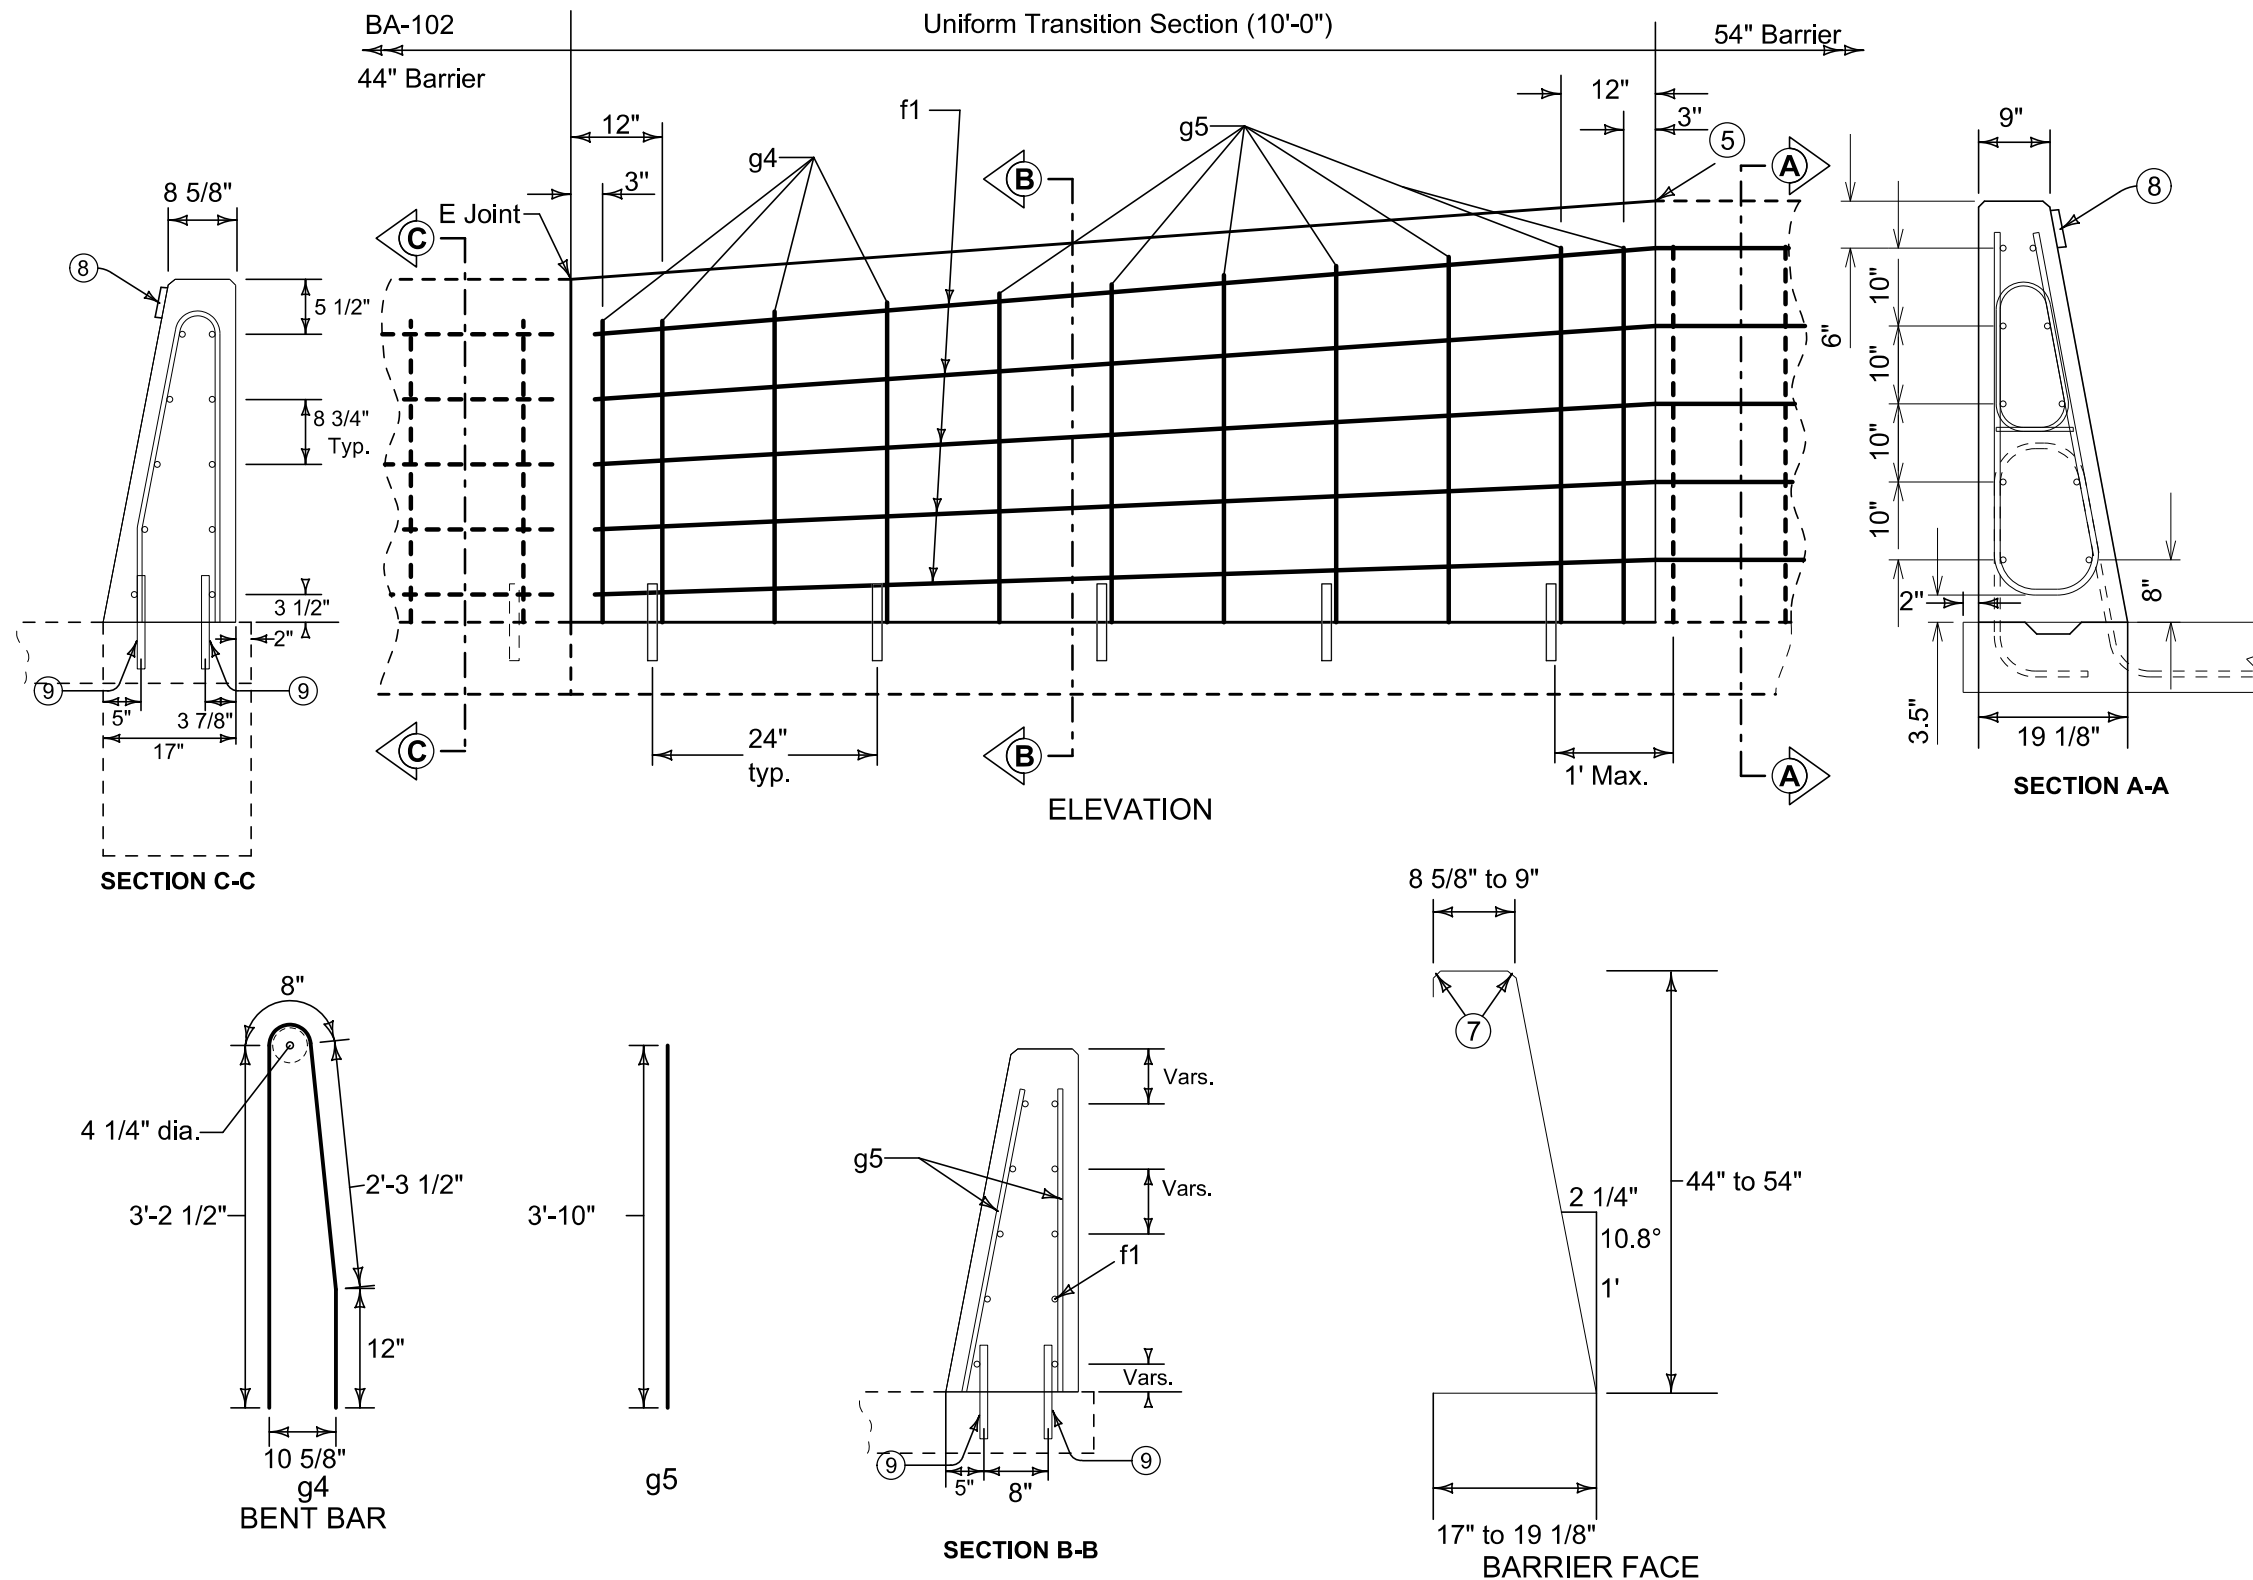 BA-102
Uniform Transition Section (10'-0")
54" Barrier
44" Barrier
12"
f1
g5
12"
3"
5
A
9"
8
g4
3"
B
8 5/8"
E Joint
C
8
5 1/2"
8 3/4"
Typ.
3 1/2"
2"
9
9
5"
3 7/8"
17"
SECTION C-C
C
24"
typ.
B
1' Max.
A
ELEVATION
6"
10"
10"
10"
10"
2"
8"
3.5"
19 1/8"
SECTION A-A
8"
4 1/4" dia.
3'-2 1/2"
2'-3 1/2"
12"
10 5/8"
g4
BENT BAR
3'-10"
g5
Vars.
g5
Vars.
f1
Vars.
9
9
5"
8"
SECTION B-B
8 5/8" to 9"
7
44" to 54"
2 1/4"
10.8°
1'
17" to 19 1/8"
BARRIER FACE